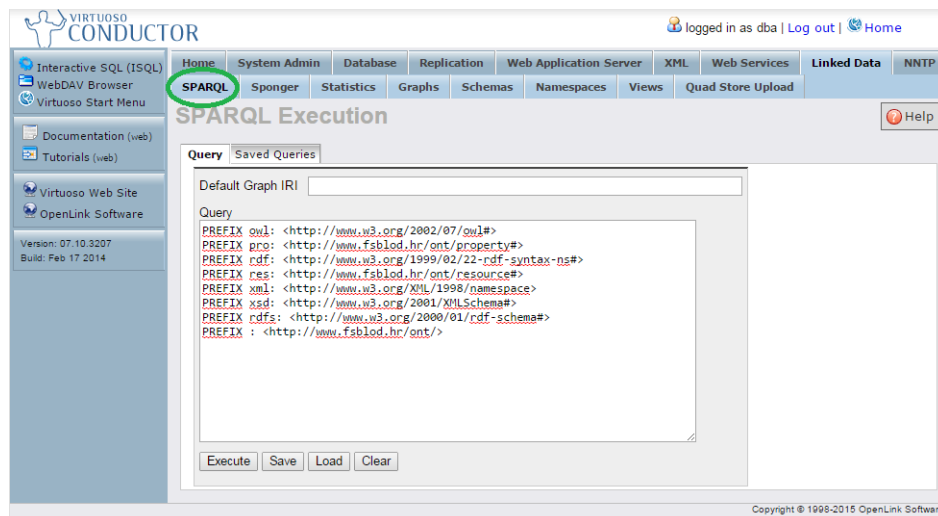 VIRTUOSO
CONDUCTOR
logged in as dba | Log out | Home
Interactive SQL (ISQL)
WebDAV Browser
Virtuoso Start Menu
Documentation (web)
Tutorials (web)
Virtuoso Web Site
OpenLink Software
Version: 07.10.3207
Build: Feb 17 2014
Home System Admin Database Replication Web Application Server XML Web Services Linked Data NNTP
SPARQL Sponger Statistics Graphs Schemas Namespaces Views Quad Store Upload
SPARQL Execution
Help
Query Saved Queries
Default Graph IRI
Query
PREFIX owl: <http://www.w3.org/2002/07/owl#>
PREFIX pro: <http://www.fsblod.hr/ont/property#>
PREFIX rdf: <http://www.w3.org/1999/02/22-rdf-syntax-ns#>
PREFIX res: <http://www.fsblod.hr/ont/resource#>
PREFIX xml: <http://www.w3.org/XML/1998/namespace>
PREFIX xsd: <http://www.w3.org/2001/XMLSchema#>
PREFIX rdfs: <http://www.w3.org/2000/01/rdf-schema#>
PREFIX : <http://www.fsblod.hr/ont/>
Execute Save Load Clear
Copyright © 1998-2015 OpenLink Softwar